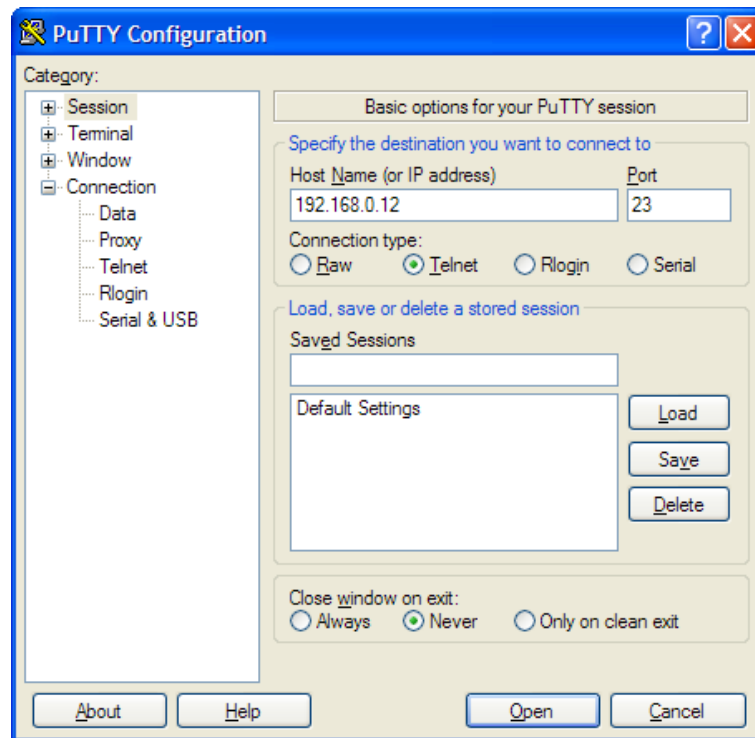 PuTTY Configuration
Category:
Session
Terminal
Window
Connection
Data
Proxy
Telnet
Rlogin
Serial & USB
Basic options for your PuTTY session
Specify the destination you want to connect to
Host Name (or IP address) Port
192.168.0.12 23
Connection type:
Raw Telnet Rlogin Serial
Load, save or delete a stored session
Saved Sessions
Default Settings
Load
Save
Delete
Close window on exit:
Always Never Only on clean exit
About Help Open Cancel